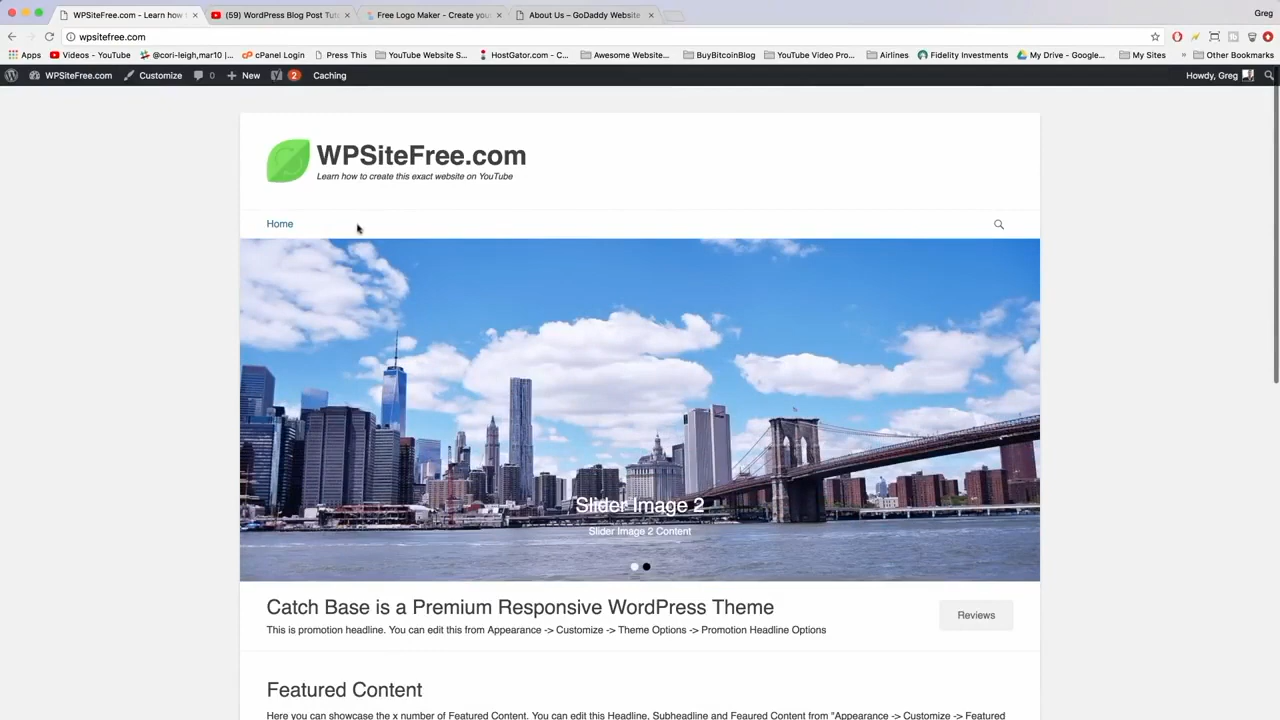 WPSiteFree.com - Learn how
(59) WordPress Blog Post Tut
Free Logo Maker - Create you
About Us – GoDaddy Website
Greg
wpsitefree.com
Apps
Videos - YouTube
@cori-leigh,mar10 |...
cPanel Login
Press This
YouTube Website S...
HostGator.com - C...
Awesome Website...
BuyBitcoinBlog
YouTube Video Pro...
Airlines
Fidelity Investments
My Drive - Google...
My Sites
»
Other Bookmarks
WPSiteFree.com
Customize
0
New
2
Caching
Howdy, Greg
WPSiteFree.com
Learn how to create this exact website on YouTube
Home
Slider Image 2
Slider Image 2 Content
Catch Base is a Premium Responsive WordPress Theme
Reviews
This is promotion headline. You can edit this from Appearance -> Customize -> Theme Options -> Promotion Headline Options
Featured Content
Here you can showcase the x number of Featured Content. You can edit this Headline, Subheadline and Feaured Content from "Appearance -> Customize -> Featured